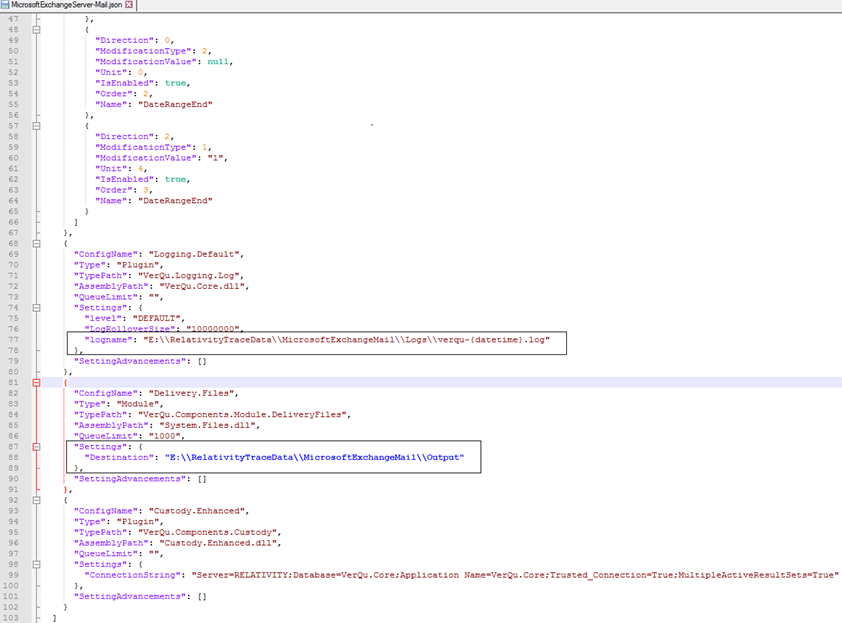 MicrosoftExchangeServer-Mail.json
47 },
48 {
49 "Direction": 0,
50 "ModificationType": 2,
51 "ModificationValue": null,
52 "Unit": 0,
53 "IsEnabled": true,
54 "Order": 2,
55 "Name": "DateRangeEnd"
56 },
57 {
58 "Direction": 2,
59 "ModificationType": 1,
60 "ModificationValue": "1",
61 "Unit": 4,
62 "IsEnabled": true,
63 "Order": 3,
64 "Name": "DateRangeEnd"
65 }
66 ]
67 },
68 {
69 "ConfigName": "Logging.Default",
70 "Type": "Plugin",
71 "TypePath": "VerQu.Logging.Log",
72 "AssemblyPath": "VerQu.Core.dll",
73 "QueueLimit": "",
74 "Settings": {
75 "level": "DEFAULT",
76 "LogRolloverSize": "10000000",
77 "logname": "E:\\RelativityTraceData\\MicrosoftExchangeMail\\Logs\\verqu-{datetime}.log"
78 },
79 "SettingAdvancements": []
80 },
81 {
82 "ConfigName": "Delivery.Files",
83 "Type": "Module",
84 "TypePath": "VerQu.Components.Module.DeliveryFiles",
85 "AssemblyPath": "System.Files.dll",
86 "QueueLimit": "1000",
87 "Settings": {
88 "Destination": "E:\\RelativityTraceData\\MicrosoftExchangeMail\\Output"
89 },
90 "SettingAdvancements": []
91 },
92 {
93 "ConfigName": "Custody.Enhanced",
94 "Type": "Plugin",
95 "TypePath": "VerQu.Components.Custody",
96 "AssemblyPath": "Custody.Enhanced.dll",
97 "QueueLimit": "",
98 "Settings": {
99 "ConnectionString": "Server=RELATIVITY;Database=VerQu.Core;Application Name=VerQu.Core;Trusted_Connection=True;MultipleActiveResultSets=True"
100 },
101 "SettingAdvancements": []
102 }
103 ]